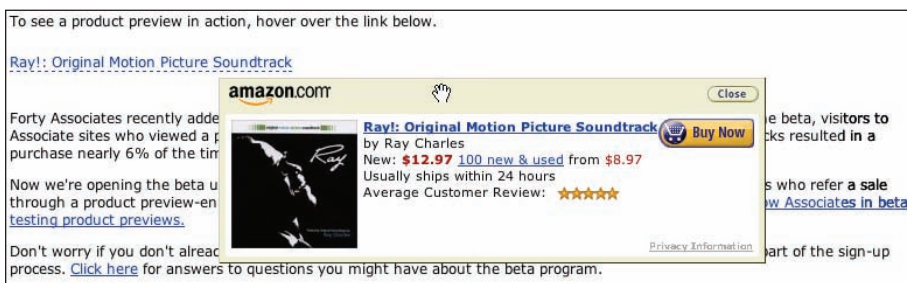 To see a product preview in action, hover over the link below.
Ray!: Original Motion Picture Soundtrack
amazon.com
Close
Ray
Ray!: Original Motion Picture Soundtrack
Buy Now
by Ray Charles
New: $12.97 100 new & used from $8.97
Usually ships within 24 hours
Average Customer Review:
Privacy Information
Forty Associates recently adde
e beta, visitors to
Associate sites who viewed a p
cks resulted in a
purchase nearly 6% of the tim
Now we're opening the beta u
s who refer a sale
through a product preview-en
ow Associates in beta
testing product previews.
Don't worry if you don't alread
part of the sign-up
process. Click here for answers to questions you might have about the beta program.